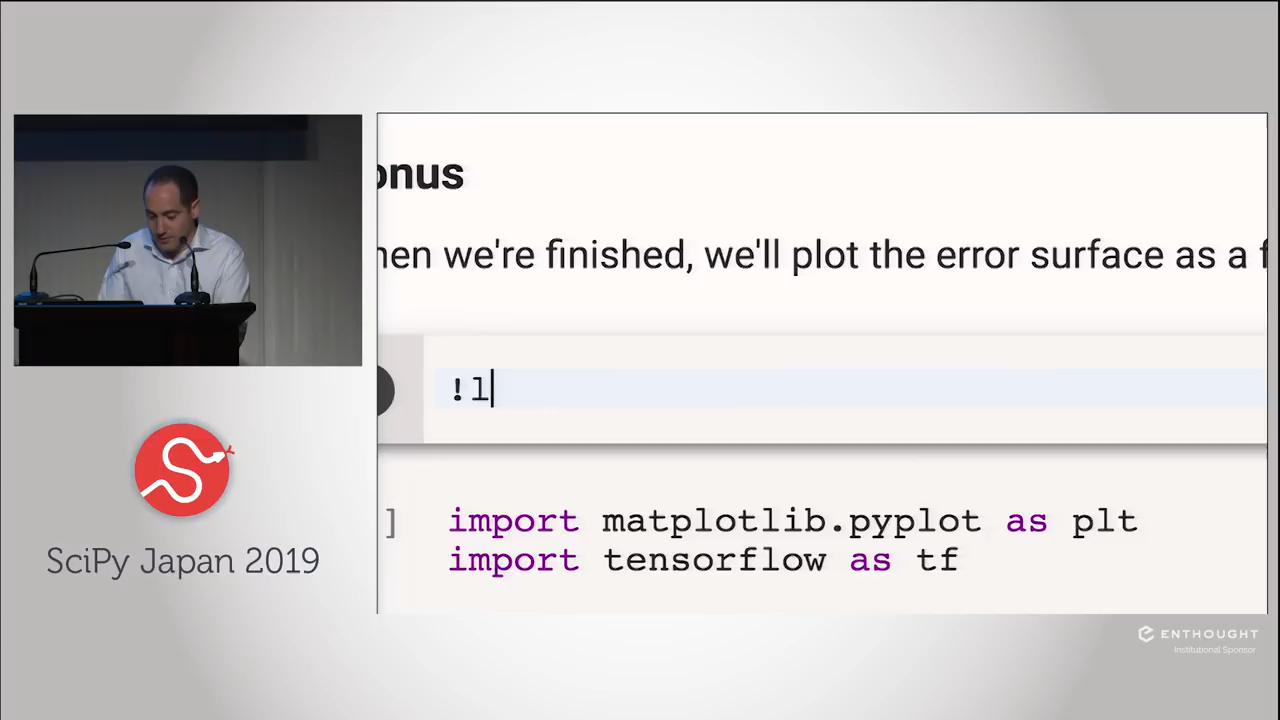 onus
hen we're finished, we'll plot the error surface as a f
!l
]
import matplotlib.pyplot as plt
import tensorflow as tf
SciPy Japan 2019
ENTHOUGHT
Institutional Sponsor